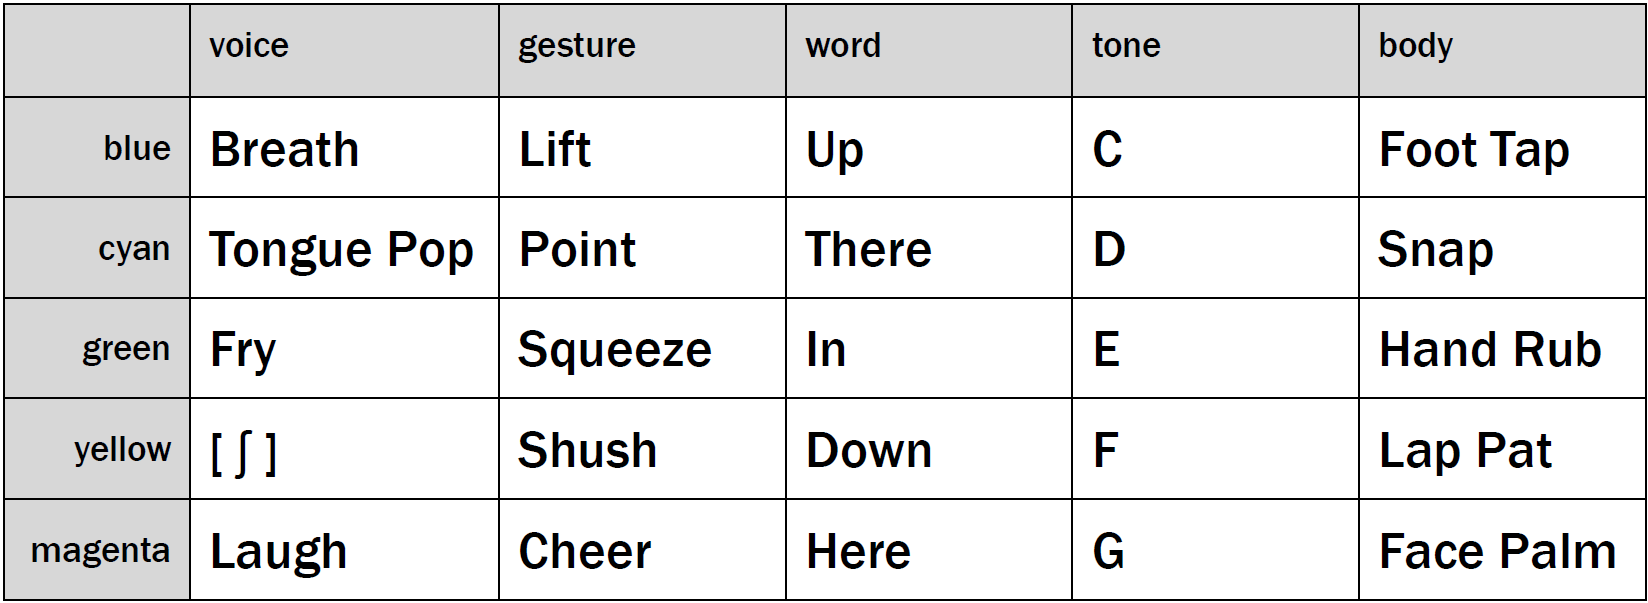 voice gesture word tone body
blue Breath Lift Up C Foot Tap
cyan Tongue Pop Point There D Snap
green Fry Squeeze In E Hand Rub
yellow [ ʃ ] Shush Down F Lap Pat
magenta Laugh Cheer Here G Face Palm